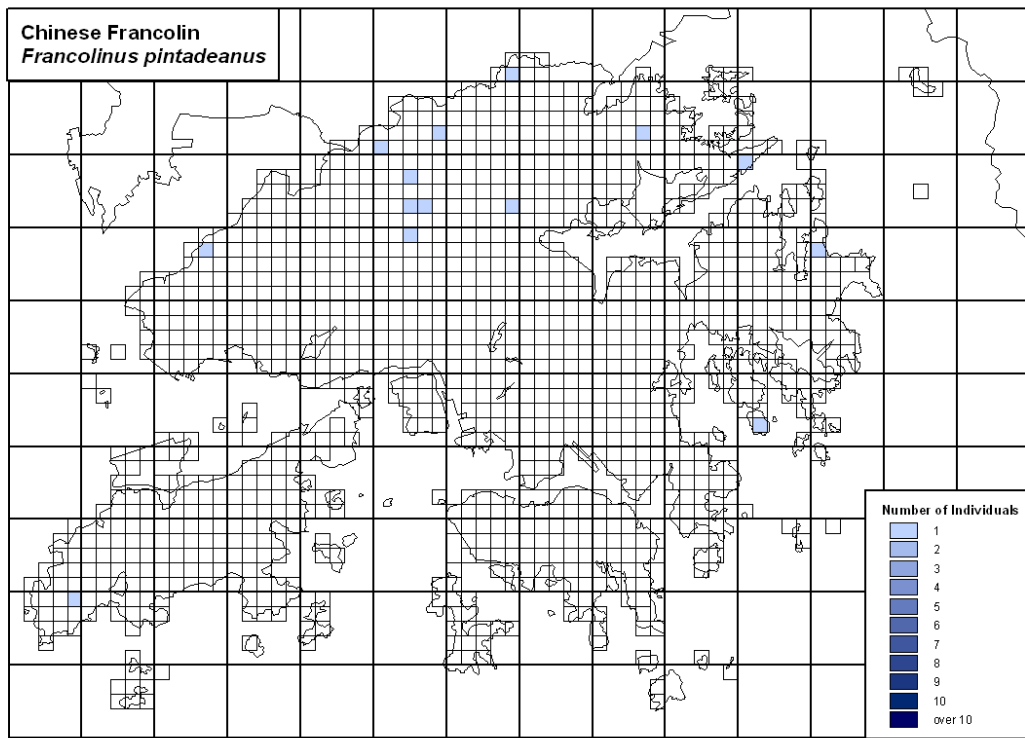 Chinese Francolin
Francolinus pintadeanus
Number of Individuals
1
2
3
4
5
6
7
8
9
10
over 10